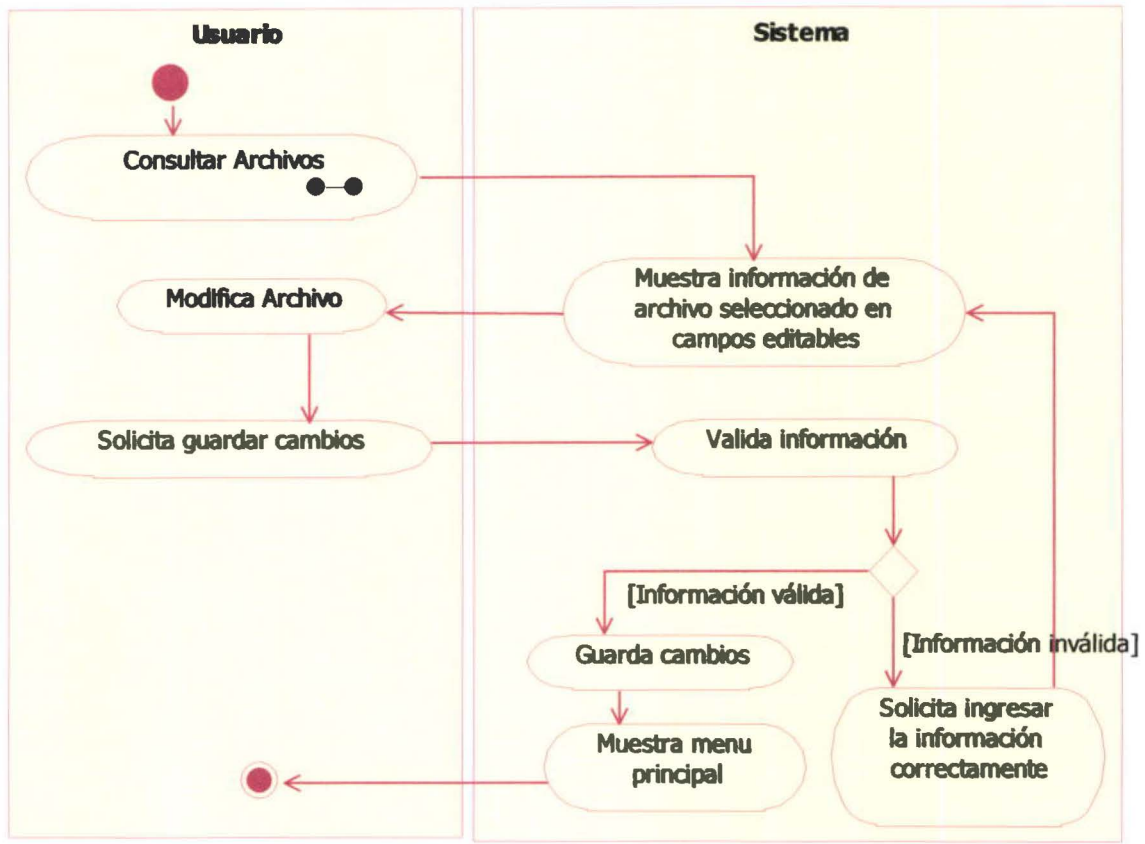 Usuario
Sistema
Consultar Archivos
Muestra información de
archivo seleccionado en
campos editables
Modifica Archivo
Solicita guardar cambios
Valida información
[Información válida]
[Información inválida]
Guarda cambios
Solicita ingresar
la información
correctamente
Muestra menu
principal